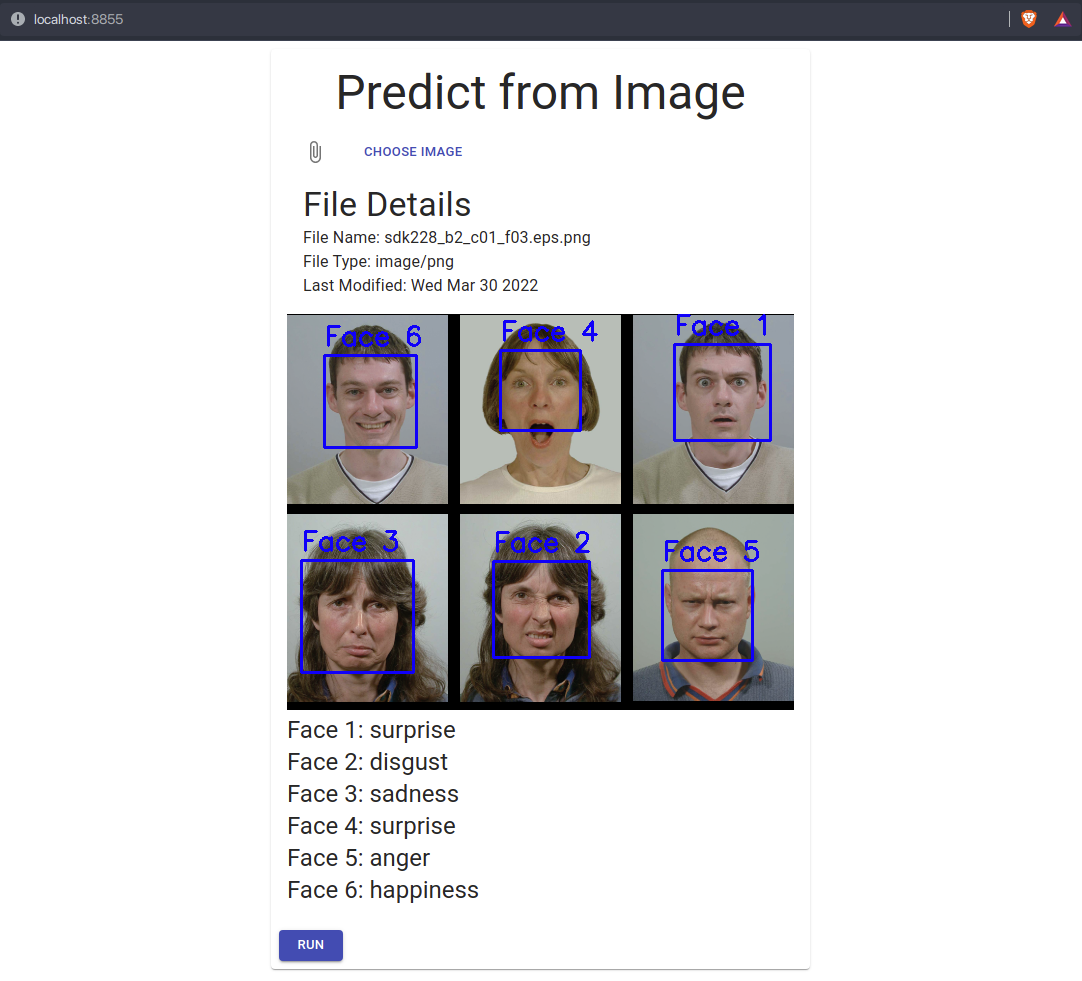 localhost:8855
Predict from Image
CHOOSE IMAGE
File Details
File Name: sdk228_b2_c01_f03.eps.png
File Type: image/png
Last Modified: Wed Mar 30 2022
Face 6
Face 4
Face 1
Face 3
Face 2
Face 5
Face 1: surprise
Face 2: disgust
Face 3: sadness
Face 4: surprise
Face 5: anger
Face 6: happiness
RUN